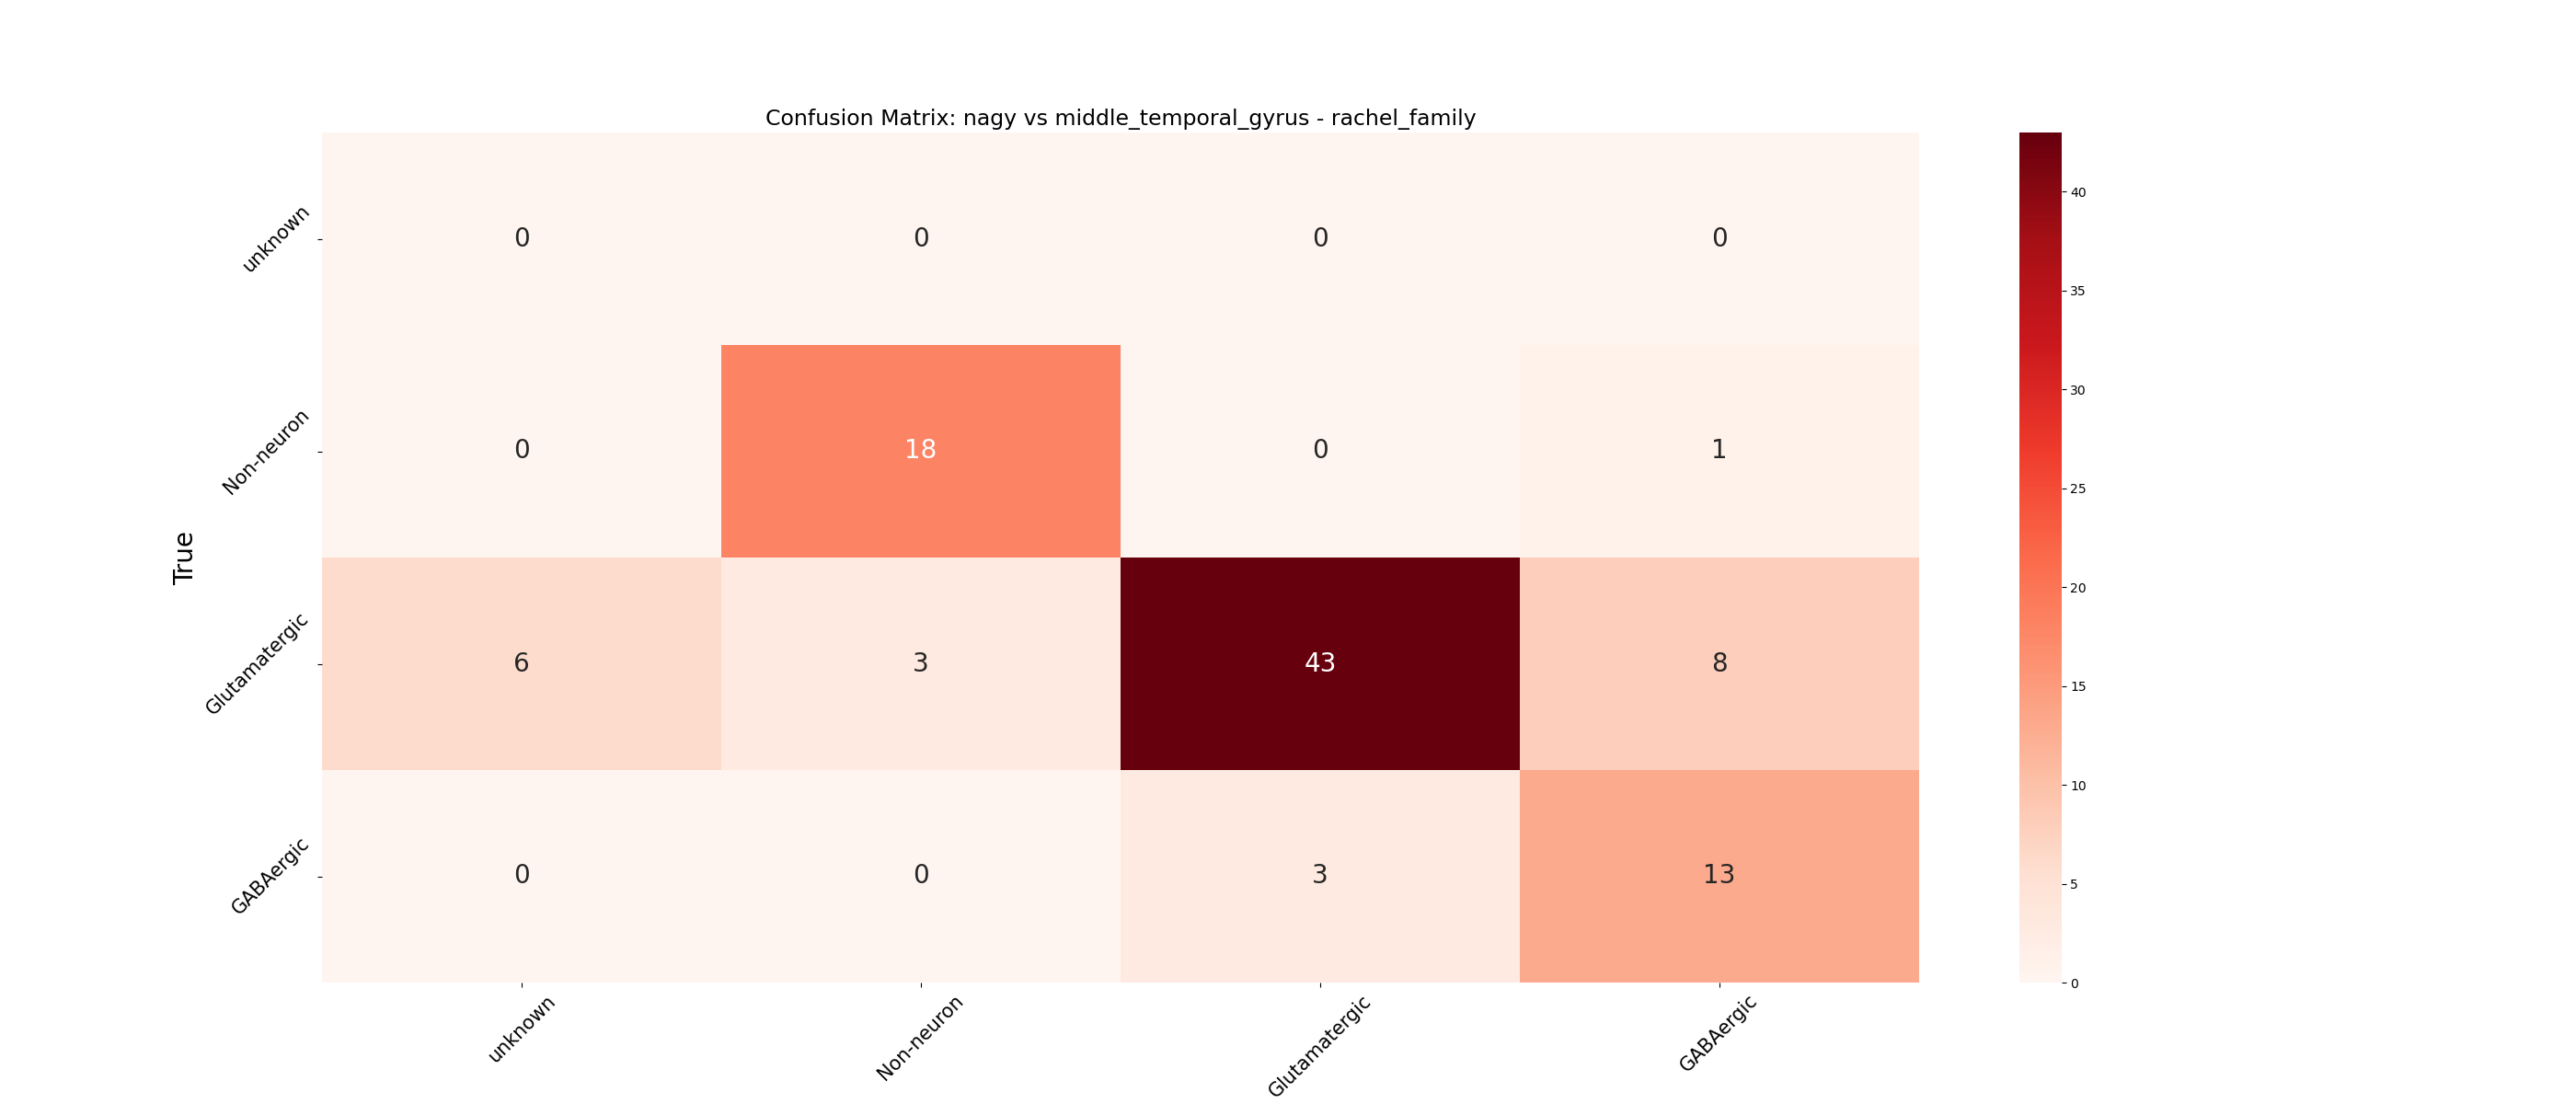 Confusion Matrix: nagy vs middle_temporal_gyrus - rachel_family
True
unknown
0 0 0 0
Non-neuron
0 18 0 1
Glutamatergic
6 3 43 8
GABAergic
0 0 3 13
unknown Non-neuron Glutamatergic GABAergic
40
35
30
25
20
15
10
5
0